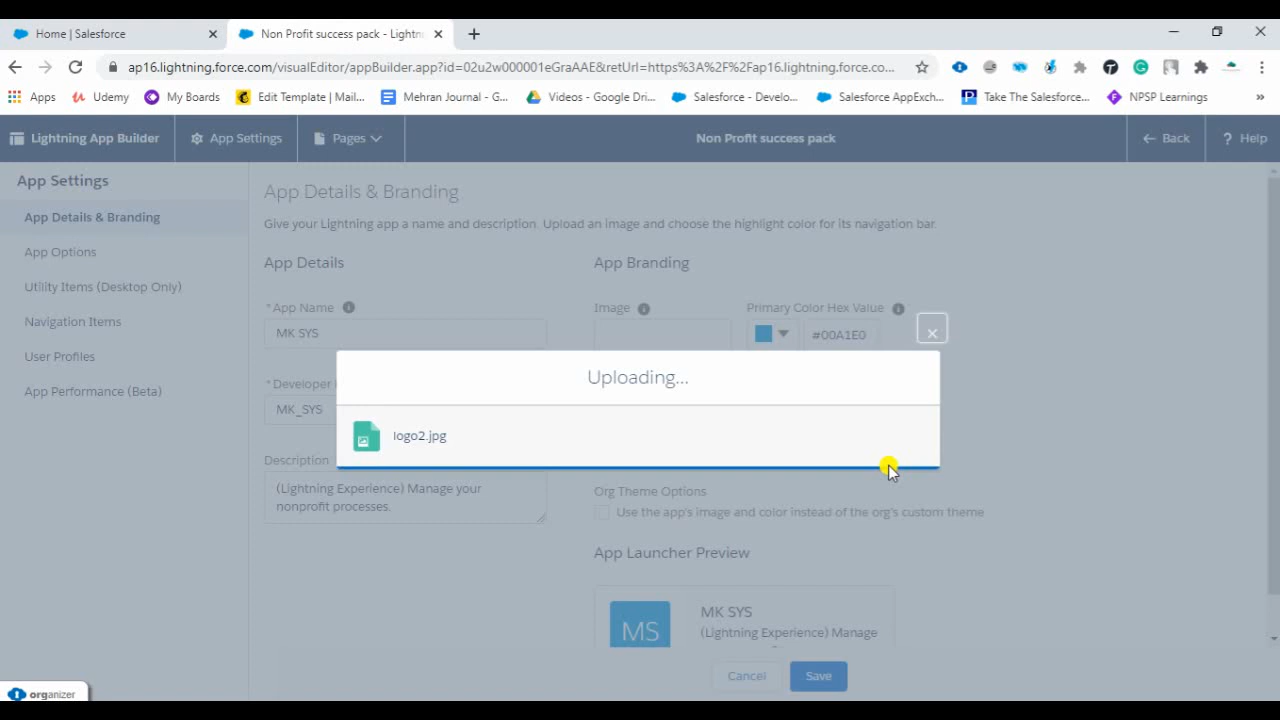 Home | Salesforce
Non Profit success pack - Lightn
ap16.lightning.force.com/visualEditor/appBuilder.app?id=02u2w000001eGraAAE&retUrl=https%3A%2F%2Fap16.lightning.force.co...
Apps
Udemy
My Boards
Edit Template | Mail...
Mehran Journal - G...
Videos - Google Dri...
Salesforce - Develo...
Salesforce AppExch...
Take The Salesforce...
NPSP Learnings
»
Lightning App Builder
App Settings
Pages
Non Profit success pack
Back
? Help
App Settings
App Details & Branding
App Options
Utility Items (Desktop Only)
Navigation Items
User Profiles
App Performance (Beta)
App Details & Branding
Give your Lightning app a name and description. Upload an image and choose the highlight color for its navigation bar.
App Details
App Branding
* App Name
Image
Primary Color Hex Value
MK SYS
#00A1E0
Uploading...
logo2.jpg
* Developer
MK_SYS
Description
(Lightning Experience) Manage your
nonprofit processes.
Org Theme Options
Use the app's image and color instead of the org's custom theme
App Launcher Preview
MS
MK SYS
(Lightning Experience) Manage
Cancel
Save
organizer